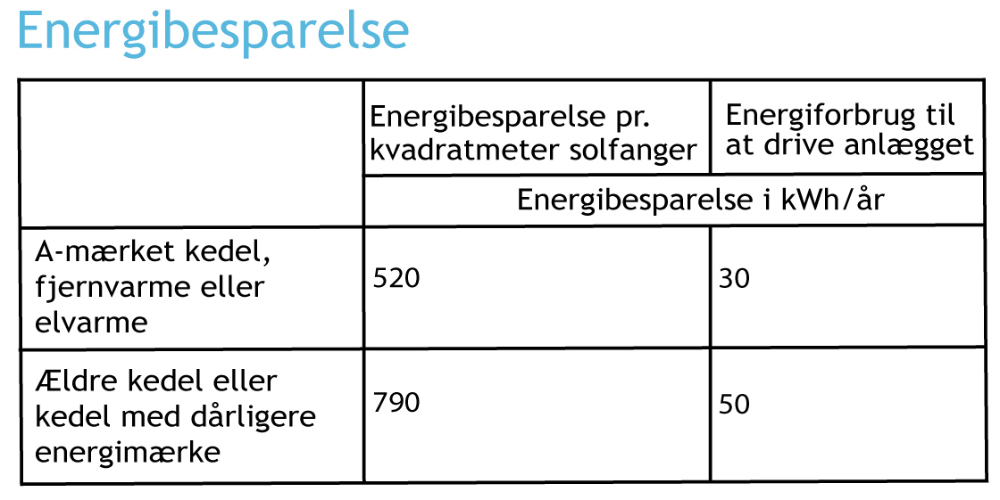 Energibesparelse
Energibesparelse pr.
kvadratmeter solfanger
Energiforbrug til
at drive anlægget
Energibesparelse i kWh/år
A-mærket kedel,
fjernvarme eller
elvarme
520
30
Ældre kedel eller
kedel med dårligere
energimærke
790
50